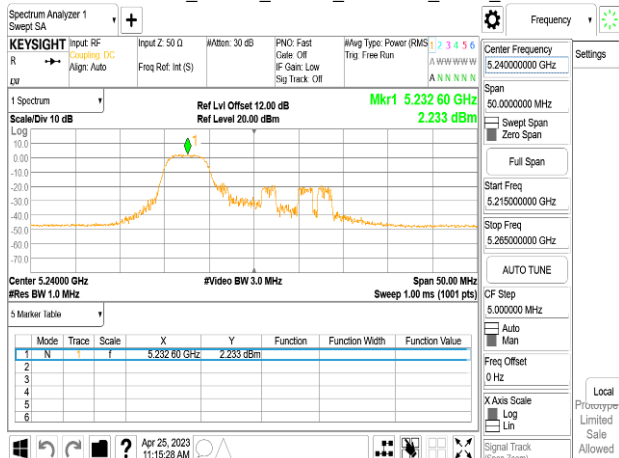 Spectrum Analyzer 1
Swept SA
Frequency
KEYSIGHT
Input: RF
Coupling: DC
Align: Auto
Input Z: 50 Ω
Freq Ref: Int (S)
#Atten: 30 dB
PNO: Fast
Gate: Off
IF Gain: Low
Sig Track: Off
#Avg Type: Power (RMS
Trig: Free Run
1 2 3 4 5 6
A W W W W W
A N N N N N
R
LXI
Center Frequency
5.240000000 GHz
Settings
Span
50.0000000 MHz
Swept Span
Zero Span
Full Span
Start Freq
5.215000000 GHz
Stop Freq
5.265000000 GHz
AUTO TUNE
CF Step
5.000000 MHz
Auto
Man
Freq Offset
0 Hz
X Axis Scale
Log
Lin
Signal Track
(Span Zoom)
Local
Prototype
Limited
Sale
Allowed
1 Spectrum
Scale/Div 10 dB
Ref Lvl Offset 12.00 dB
Ref Level 20.00 dBm
Mkr1 5.232 60 GHz
2.233 dBm
Log
10.0
0.00
-10.0
-20.0
-30.0
-40.0
-50.0
-60.0
-70.0
1
Center 5.24000 GHz
#Res BW 1.0 MHz
#Video BW 3.0 MHz
Span 50.00 MHz
Sweep 1.00 ms (1001 pts)
5 Marker Table
Mode Trace Scale X Y Function Function Width Function Value
1 N 1 f 5.232 60 GHz 2.233 dBm
2
3
4
5
6
?
Apr 25, 2023
11:15:28 AM